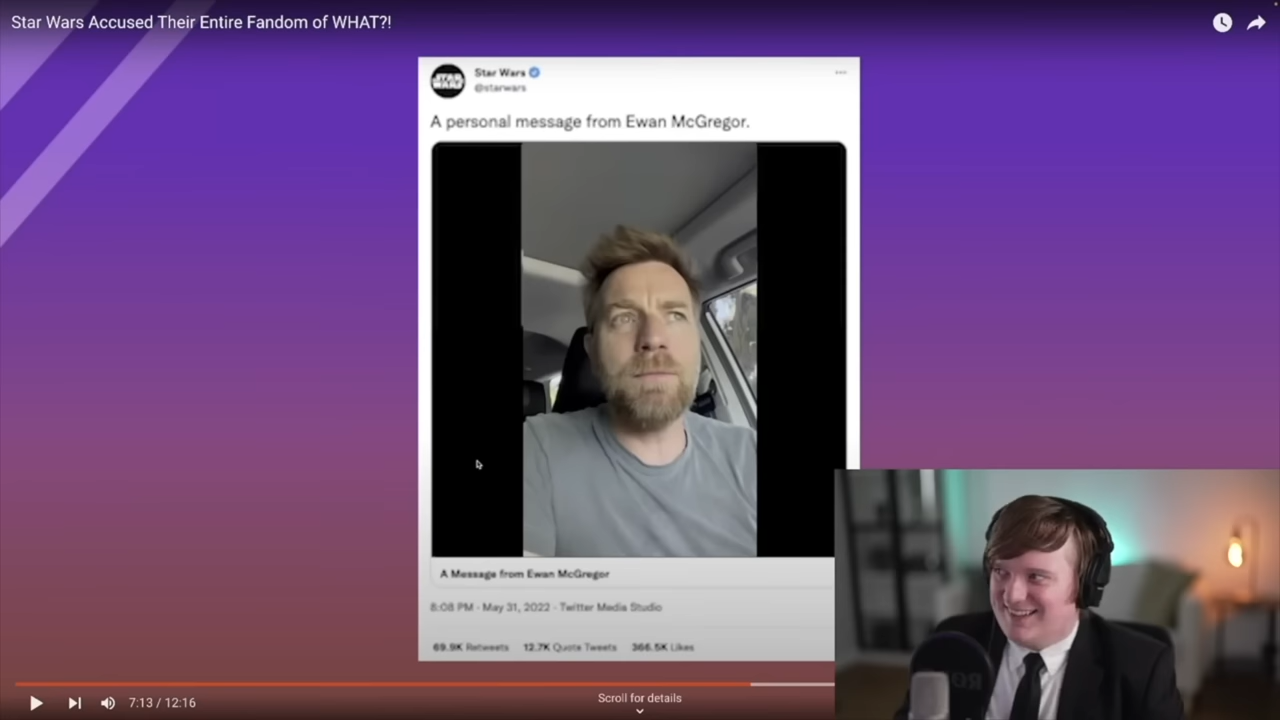 Star Wars Accused Their Entire Fandom of WHAT?!
STAR WARS
Star Wars
@starwars
A personal message from Ewan McGregor.
A Message from Ewan McGregor
8:08 PM · May 31, 2022 · Twitter Media Studio
69.9K Retweets 12.7K Quote Tweets 366.5K Likes
7:13 / 12:16
Scroll for details